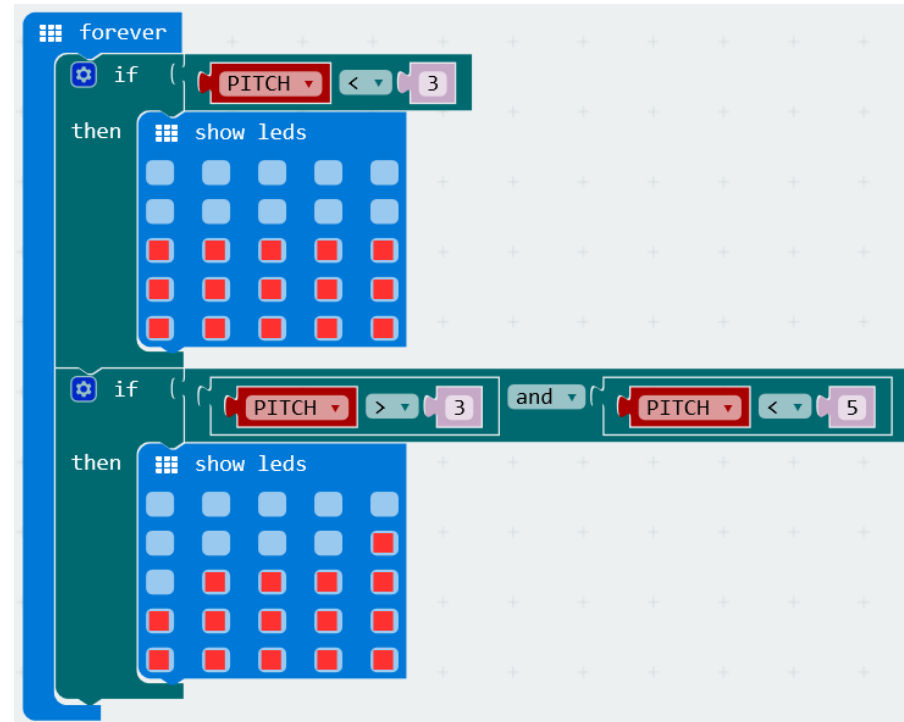 forever
if PITCH < 3
then show leds
if PITCH > 3 and PITCH < 5
then show leds